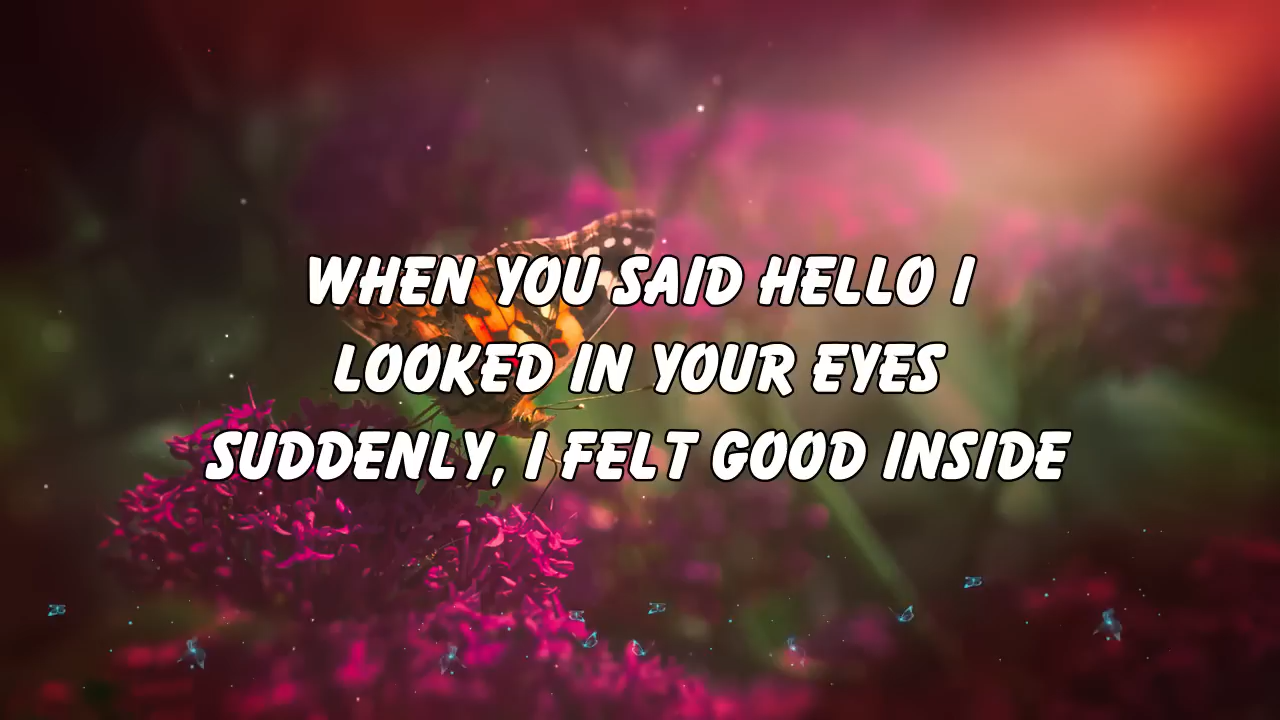 WHEN YOU SAID HELLO I
LOOKED IN YOUR EYES
SUDDENLY, I FELT GOOD INSIDE